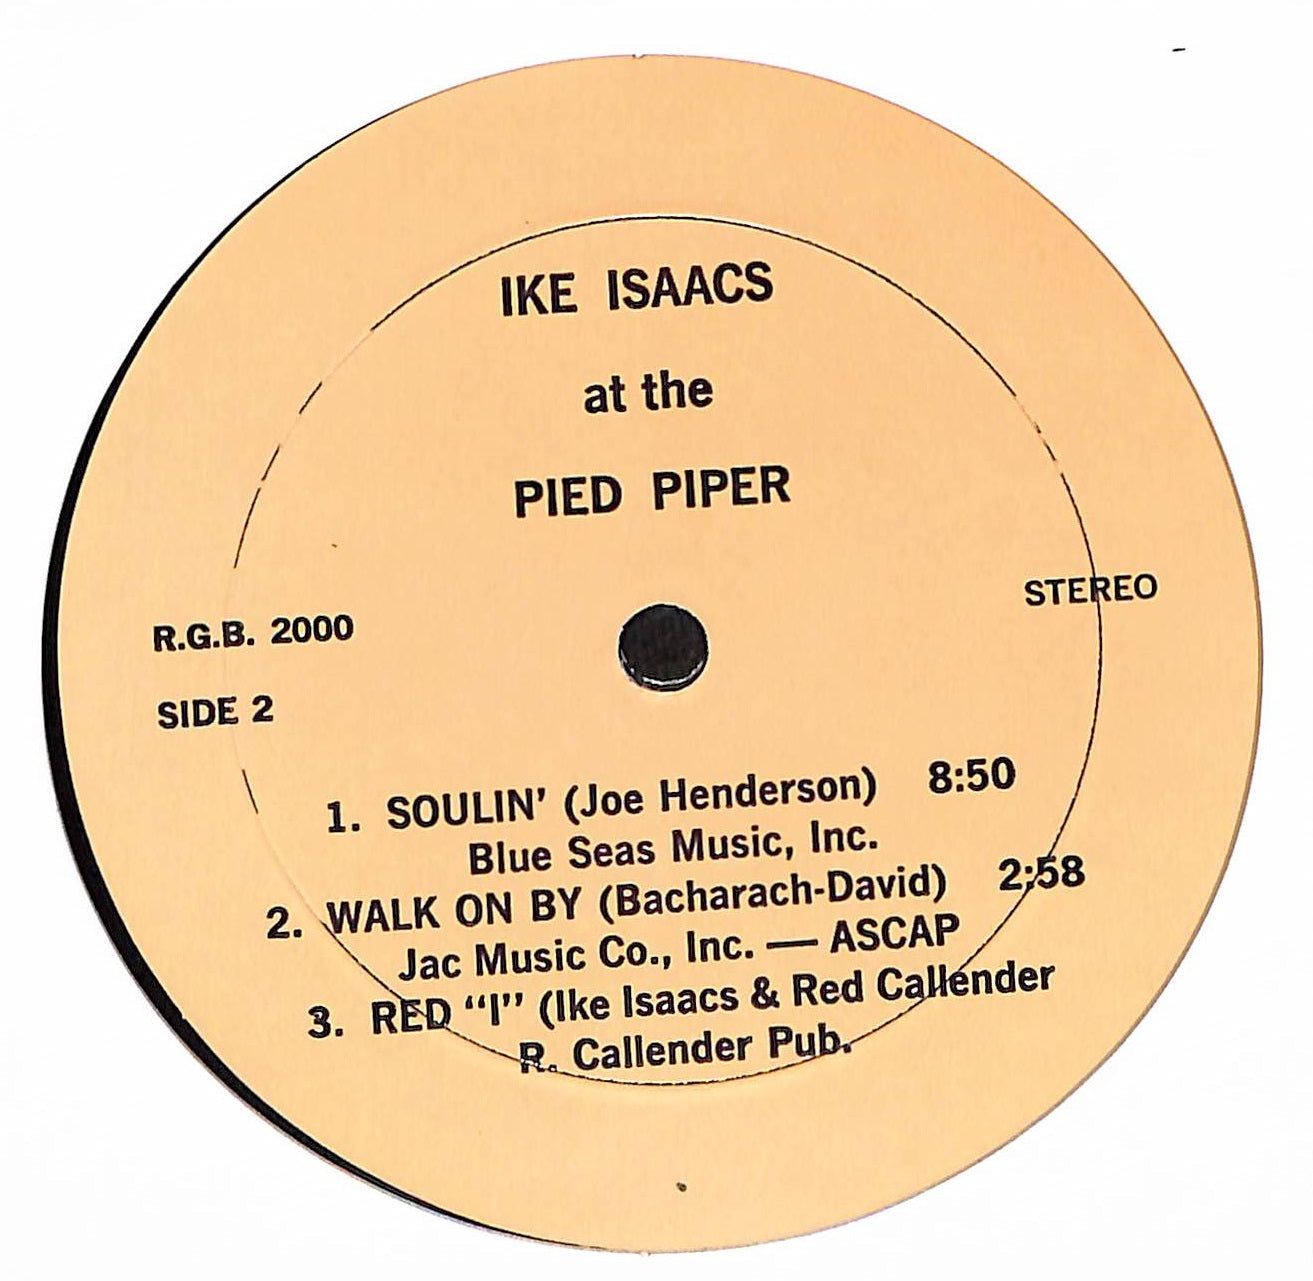 IKE ISAACS
at the
PIED PIPER
STEREO
R.G.B. 2000
SIDE 2
1. SOULIN' (Joe Henderson) 8:50
Blue Seas Music, Inc.
2. WALK ON BY (Bacharach-David) 2:58
Jac Music Co., Inc. — ASCAP
3. RED “I” (Ike Isaacs & Red Callender
R. Callender Pub.